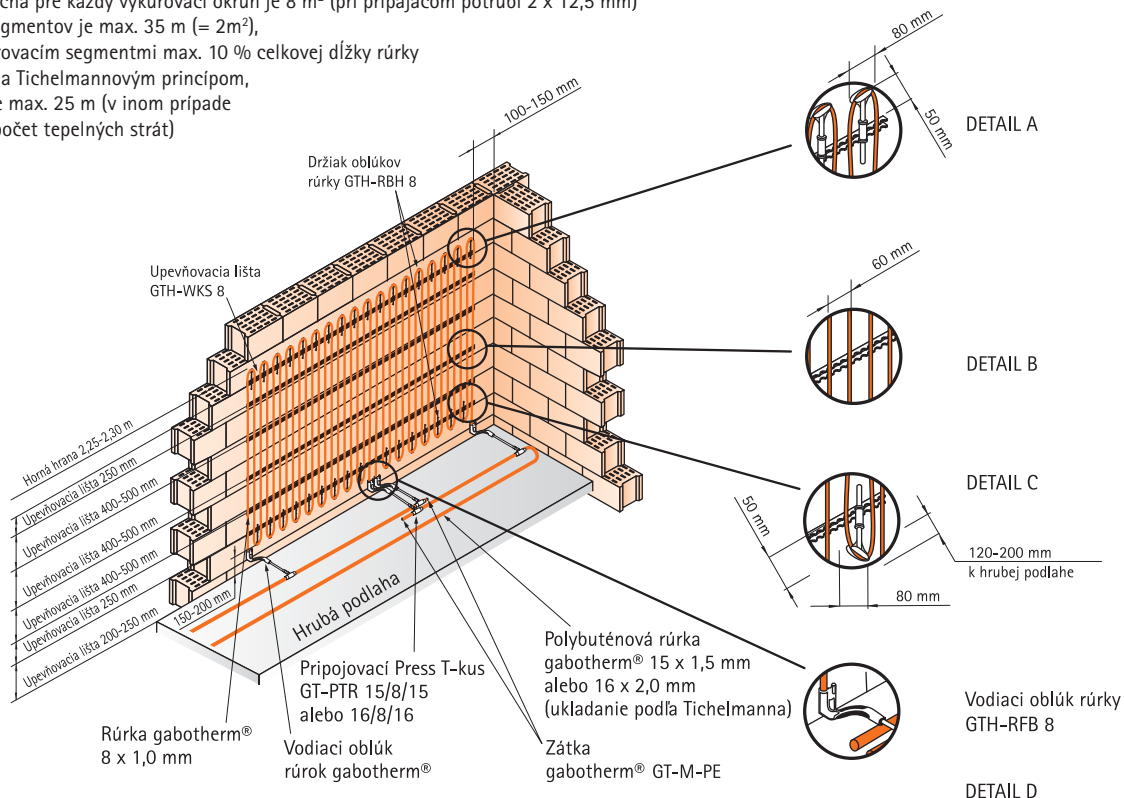 pre každý vykurovací okruh je 8 m² (pri pripájacom potrubí 2 x 12,5 mm)
je max. 35 m (= 2m²),
segmentmi max. 10 % celkovej dĺžky rúrky
Tichelmannovým princípom,
max. 25 m (v inom prípade
tepelných strát)
100-150 mm
Držiak oblúkov
rúrky GTH-RBH 8
Upevňovacia lišta
GTH-WKS 8
80 mm
50 mm
DETAIL A
60 mm
DETAIL B
DETAIL C
50 mm
120-200 mm
k hrubej podlahe
80 mm
Horná hrana 2,25-2,30 m
Upevňovacia lišta 250 mm
Upevňovacia lišta 400-500 mm
Upevňovacia lišta 400-500 mm
Upevňovacia lišta 400-500 mm
Upevňovacia lišta 250 mm
Upevňovacia lišta 200-250 mm
150-200 mm
Hrubá podlaha
Rúrka gabotherm®
8 x 1,0 mm
Pripojovací Press T-kus
GT-PTR 15/8/15
alebo 16/8/16
Vodiaci oblúk
rúrok gabotherm®
Polybuténová rúrka
gabotherm® 15 x 1,5 mm
alebo 16 x 2,0 mm
(ukladanie podľa Tichelmanna)
Zátka
gabotherm® GT-M-PE
Vodiaci oblúk rúrky
GTH-RFB 8
DETAIL D